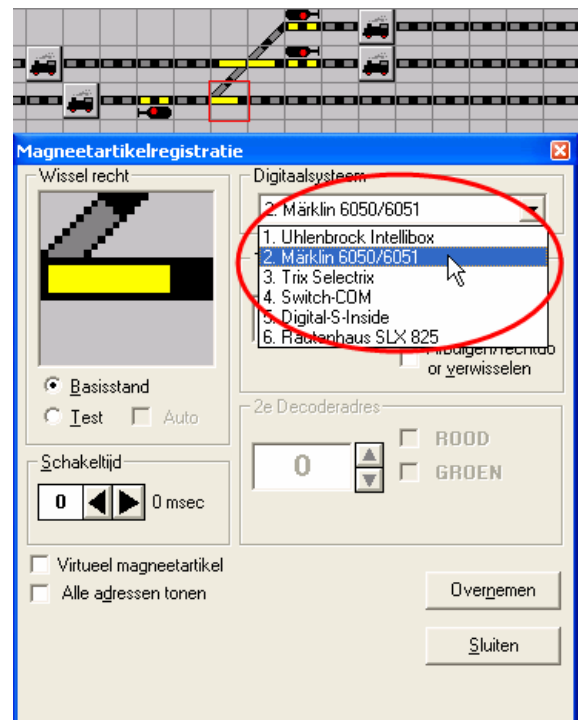 Magneetartikelregistratie
Wissel recht
Digitaalsysteem
2. Märklin 6050/6051
1. Uhlenbrock Intellibox
2. Märklin 6050/6051
3. Trix Selectrix
4. Switch-COM
5. Digital-S-Inside
6. Rautenhaus SLX 825
Afbuigen/rechtdo
or verwisselen
Basisstand
Test
Auto
2e Decoderadres
0
ROOD
GROEN
Schakeltijd
0
0 msec
Virtueel magneetartikel
Alle adressen tonen
Overnemen
Sluiten